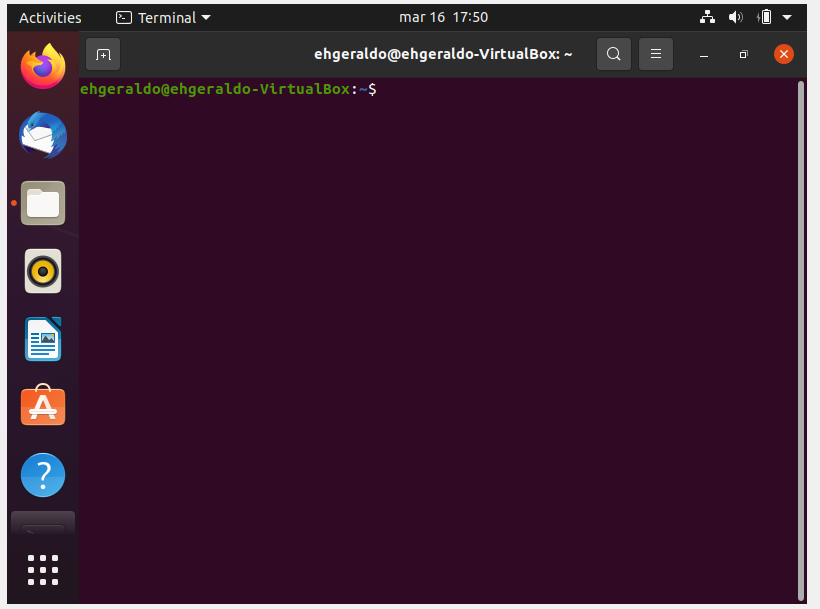 Activities Terminal mar 16 17:50
ehgeraldo@ehgeraldo-VirtualBox: ~
ehgeraldo@ehgeraldo-VirtualBox:~$